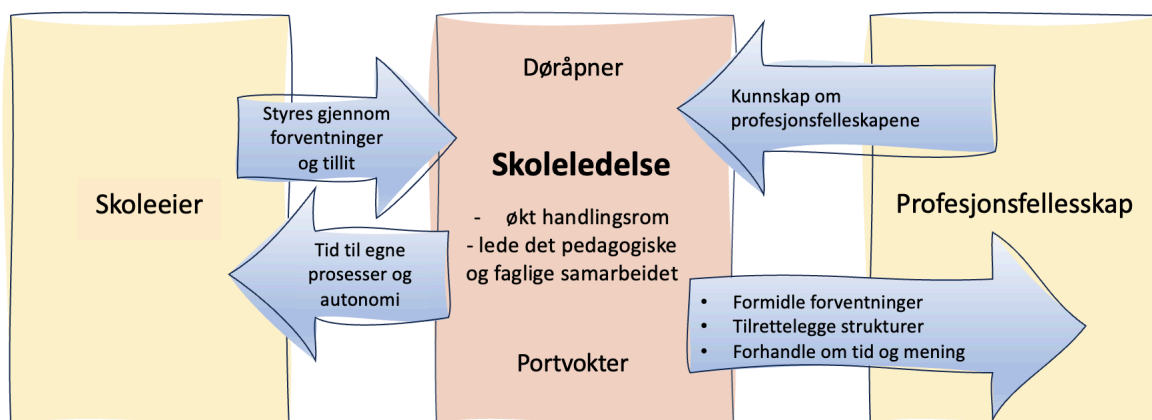 Skoleeier
Styres gjennom
forventninger
og tillit
Tid til egne
prosesser og
autonomi
Døråpner
Skoleledelse
- økt handlingsrom
- lede det pedagogiske
og faglige samarbeidet
Portvokter
Kunnskap om
profesjonsfelleskapene
Profesjonsfellesskap
• Formidle forventninger
• Tilrettelegge strukturer
• Forhandle om tid og mening